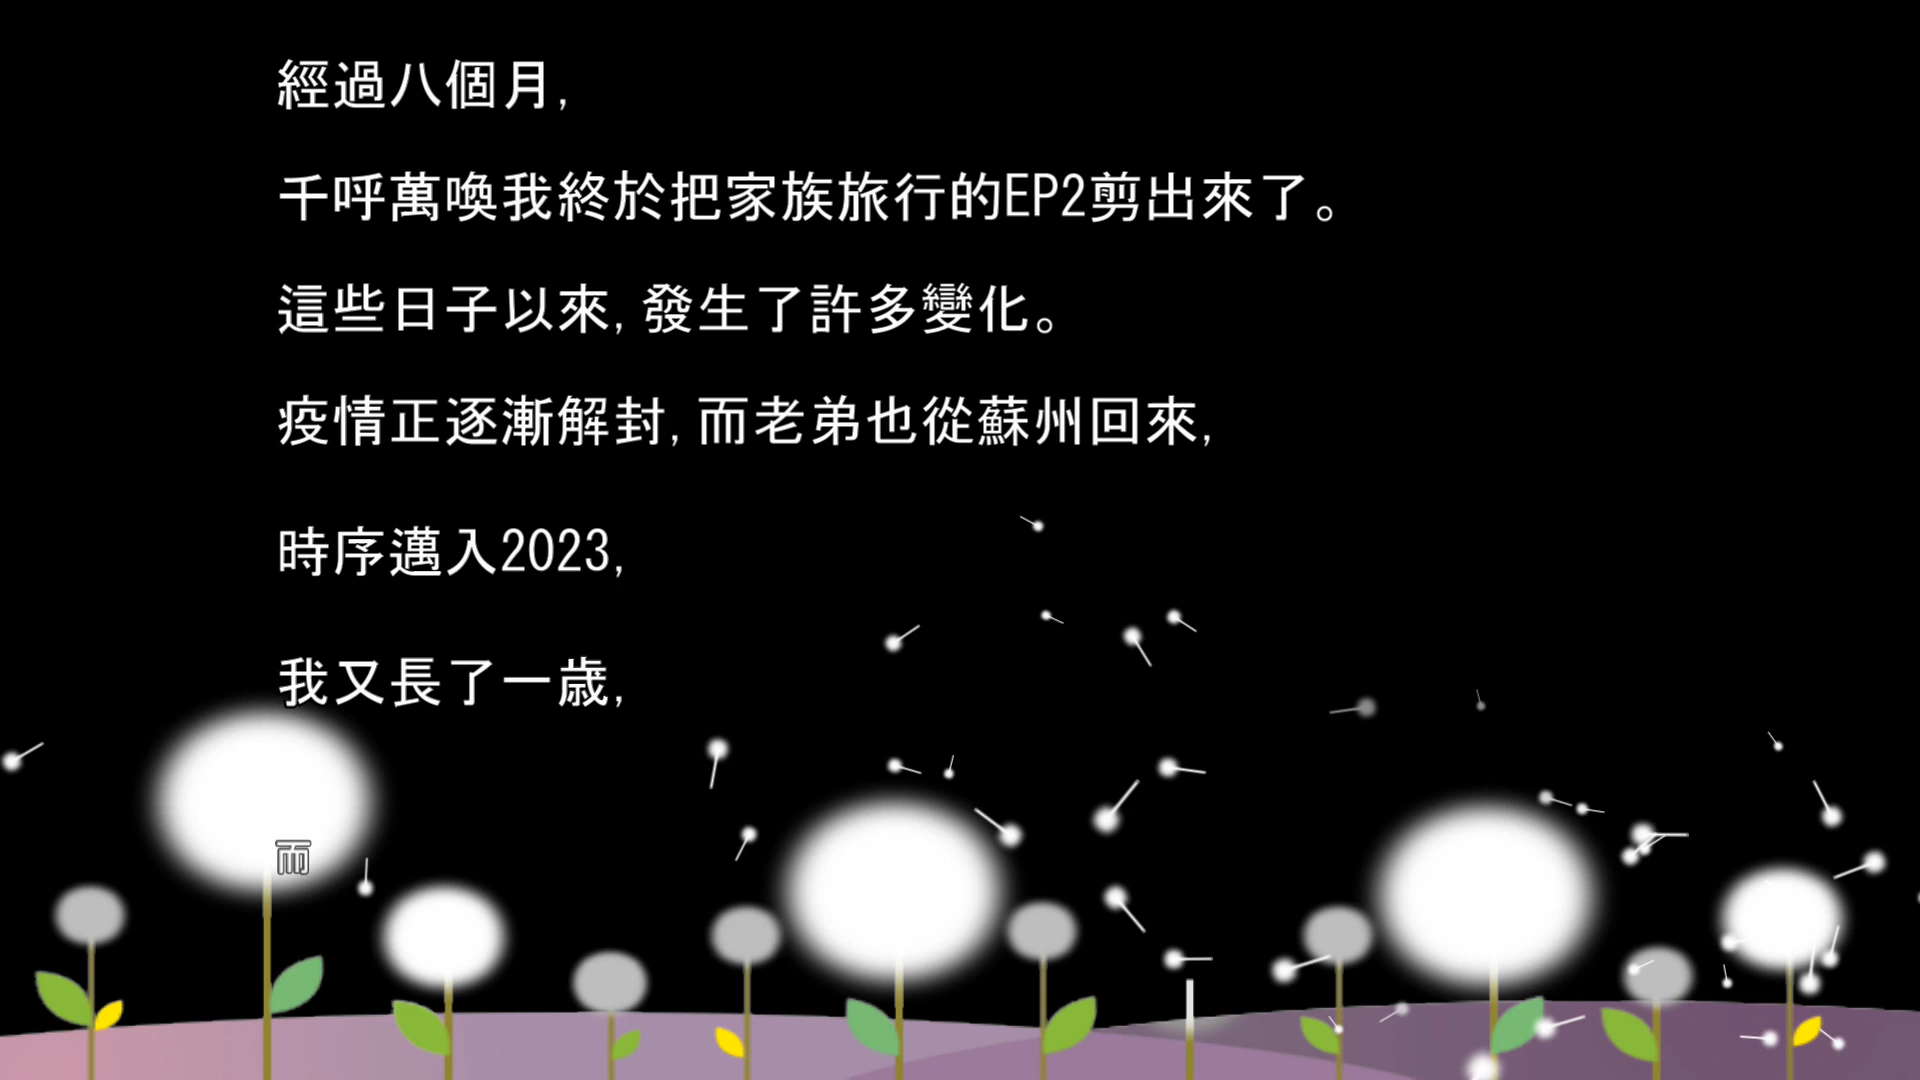 經過八個月,
千呼萬喚我終於把家族旅行的EP2剪出來了。
這些日子以來,發生了許多變化。
疫情正逐漸解封,而老弟也從蘇州回來,
時序邁入2023,
我又長了一歲,
而